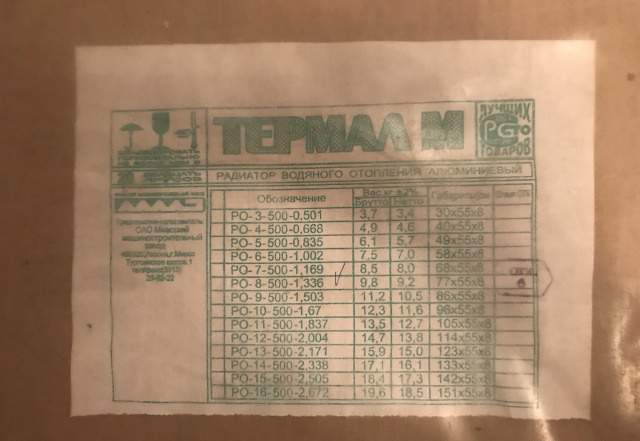 ТЕРМАЛ М
ЛУЧШИХ
ТОВАРОВ
РАДИАТОР ВОДЯНОГО ОТОПЛЕНИЯ АЛЮМИНИЕВЫЙ
Обозначение Вес, кг ±2%
Брутто Нетто
РО-3-500-0,501 3,7 3,4 30х55х8
РО-4-500-0,668 4,9 4,6 40х55х8
РО-5-500-0,835 6,1 5,7 49х55х8
РО-6-500-1,002 7,5 7,0 58х55х8
РО-7-500-1,169 8,5 8,0 68х55х8
РО-8-500-1,336 9,8 9,2 77х55х8
РО-9-500-1,503 11,2 10,5 86х55х8
РО-10-500-1,67 12,3 11,6 96х55х8
РО-11-500-1,837 13,5 12,7 105х55х8
РО-12-500-2,004 14,7 13,8 114х55х8
РО-13-500-2,171 15,9 15,0 123х55х8
РО-14-500-2,338 17,1 16,1 133х55х8
РО-15-500-2,505 18,4 17,3 142х55х8
РО-16-500-2,672 19,6 18,5 151х55х8
ОАО Миасский
машиностроительный
завод